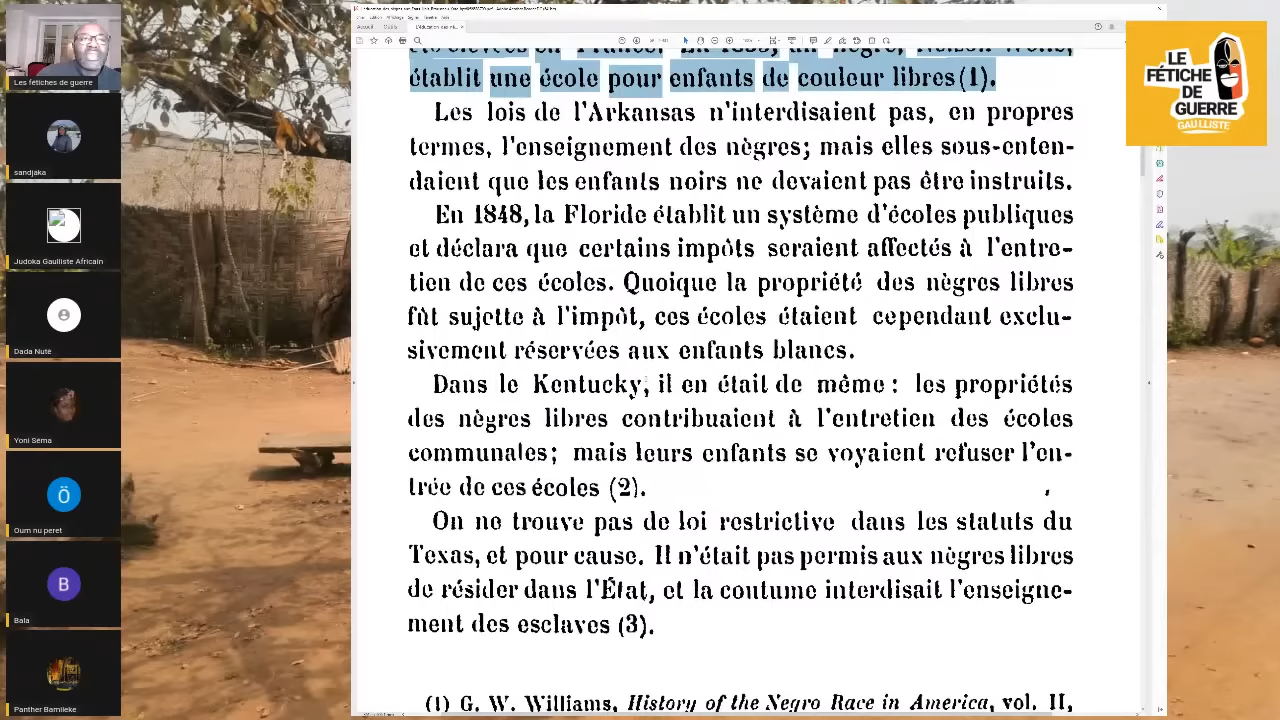 Les fétiches de guerre
sandjaka
Judoka Gaulliste Africain
Dada Nutè
Yoni Séma
Ö
Oum nu peret
B
Bala
Panther Bamileke
Accueil Outils
établit une école pour enfants de couleur libres (1).
Les lois de l'Arkansas n'interdisaient pas, en propres
termes, l'enseignement des nègres; mais elles sous-enten-
daient que les enfants noirs ne devaient pas être instruits.
En 1848, la Floride établit un système d'écoles publiques
et déclara que certains impôts seraient affectés à l'entre-
tien de ces écoles. Quoique la propriété des nègres libres
fût sujette à l'impôt, ces écoles étaient cependant exclu-
sivement réservées aux enfants blancs.
Dans le Kentucky, il en était de même : les propriétés
des nègres libres contribuaient à l'entretien des écoles
communales; mais leurs enfants se voyaient refuser l'en-
trée de ces écoles (2).
On ne trouve pas de loi restrictive dans les statuts du
Texas, et pour cause. Il n'était pas permis aux nègres libres
de résider dans l'État, et la coutume interdisait l'enseigne-
ment des esclaves (3).
(1) G. W. Williams, History of the Negro Race in America, vol. II,
LE
FÉTICHE
DE
GUERRE
GAULLISTE